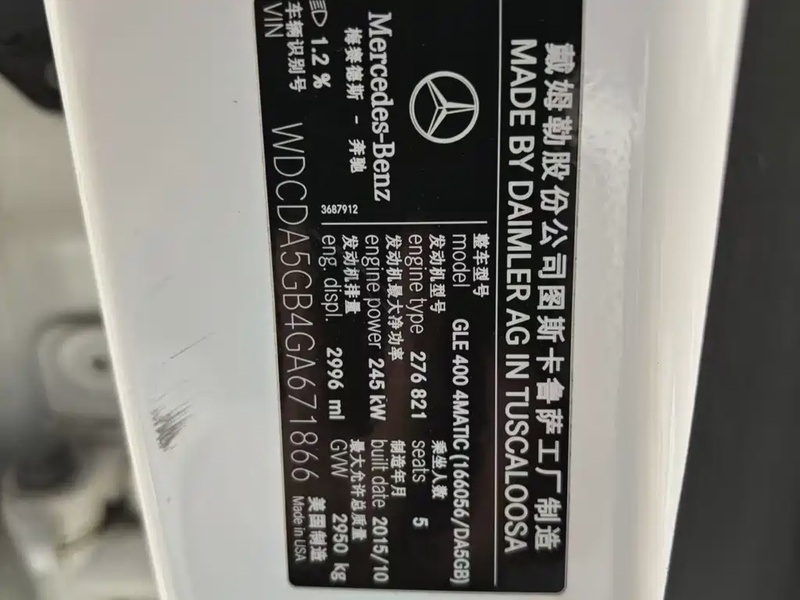 戴姆勒股份公司图斯卡鲁萨工厂制造
MADE BY DAIMLER AG IN TUSCALOOSA
Mercedes-Benz
梅赛德斯 - 奔驰
整车型号
model GLE 400 4MATIC (166056/DA5GB)
发动机型号 乘坐人数
engine type 276 821 seats 5
发动机最大净功率 制造年月
engine power 245 kW built date 2015/10
发动机排量 最大允许总质量
eng. displ. 2996 ml GVW 2950 kg
3687912
1.2 %
车辆识别号 美国制造
VIN WDCDA5GB4GA671866 Made in USA